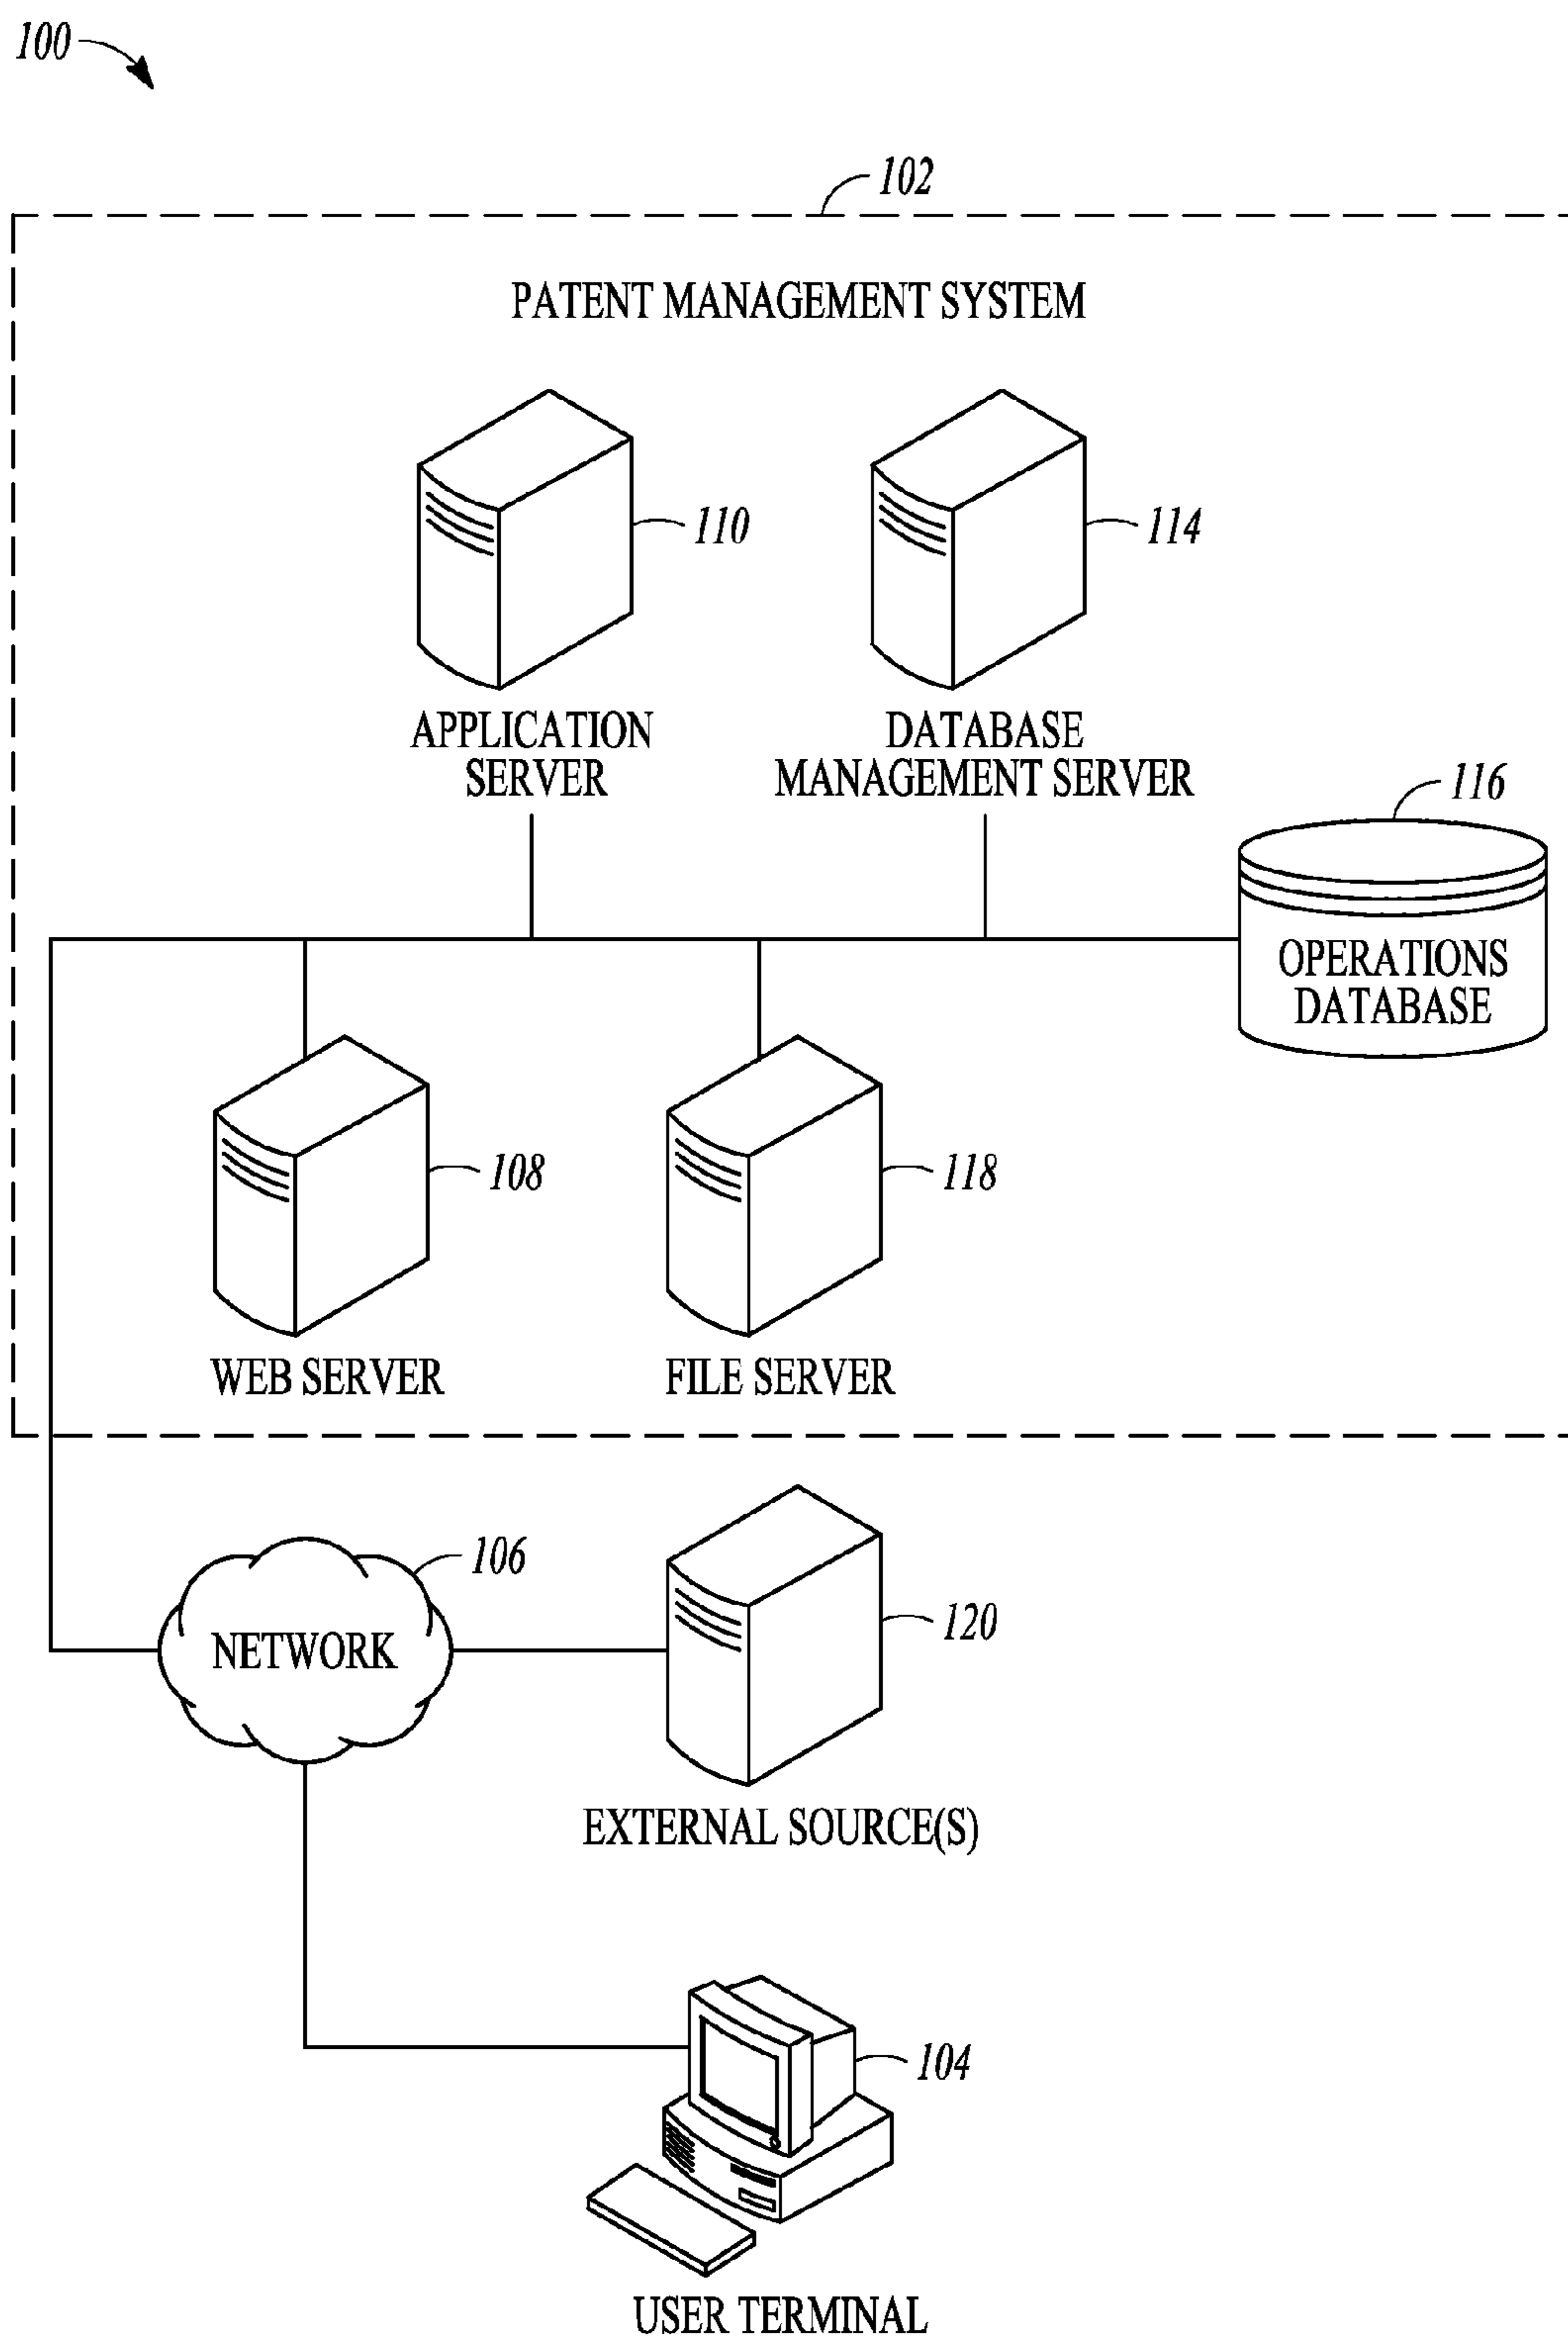 100
102
PATENT MANAGEMENT SYSTEM
110
114
APPLICATION
SERVER
DATABASE
MANAGEMENT SERVER
116
OPERATIONS
DATABASE
108
118
WEB SERVER
FILE SERVER
106
NETWORK
120
EXTERNAL SOURCE(S)
104
USER TERMINAL